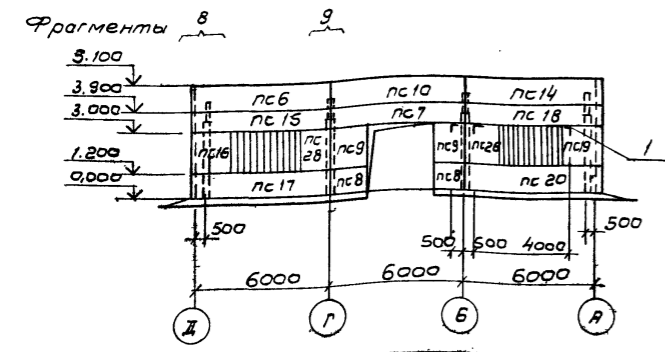 Фрагменты 8 9
5.100
3.900
3.000
1.200
0.000
пс6 пс10 пс14
пс15 пс7 пс18
пс16 пс28 пс9 пс9 пс28 пс19 1
пс17 пс8 пс8 пс20
500 500 500 4000 500
6000 6000 6000
Д Г Б А